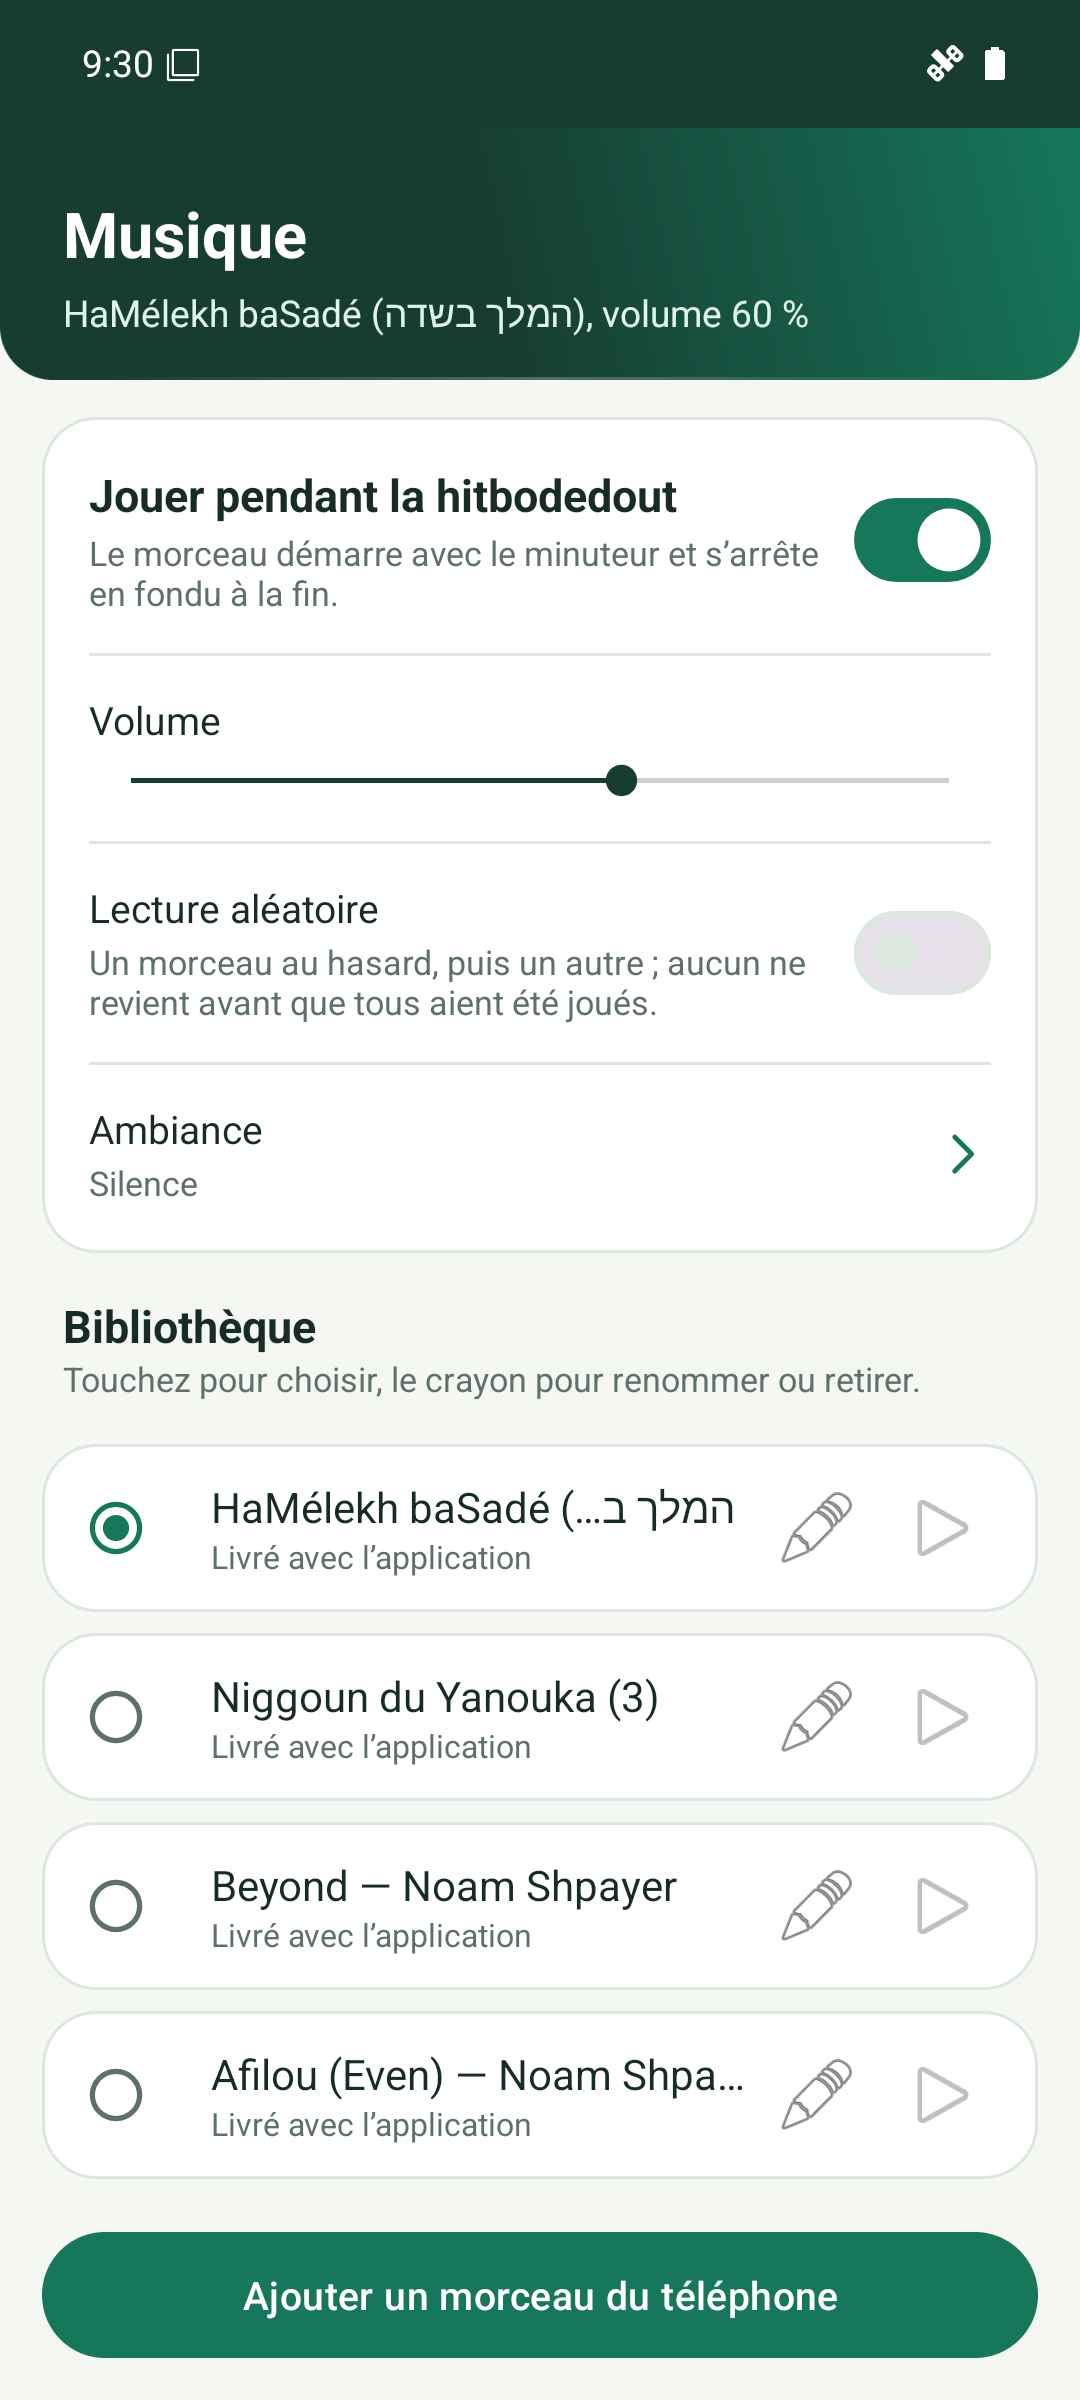 9:30
Musique
HaMélekh baSadé (המלך בשדה), volume 60 %
Jouer pendant la hitbodedout
Le morceau démarre avec le minuteur et s’arrête
en fondu à la fin.
Volume
Lecture aléatoire
Un morceau au hasard, puis un autre ; aucun ne
revient avant que tous aient été joués.
Ambiance
Silence
Bibliothèque
Touchez pour choisir, le crayon pour renommer ou retirer.
HaMélekh baSadé (המלך ב…
Livré avec l’application
Niggoun du Yanouka (3)
Livré avec l’application
Beyond — Noam Shpayer
Livré avec l’application
Afilou (Even) — Noam Shpa…
Livré avec l’application
Ajouter un morceau du téléphone